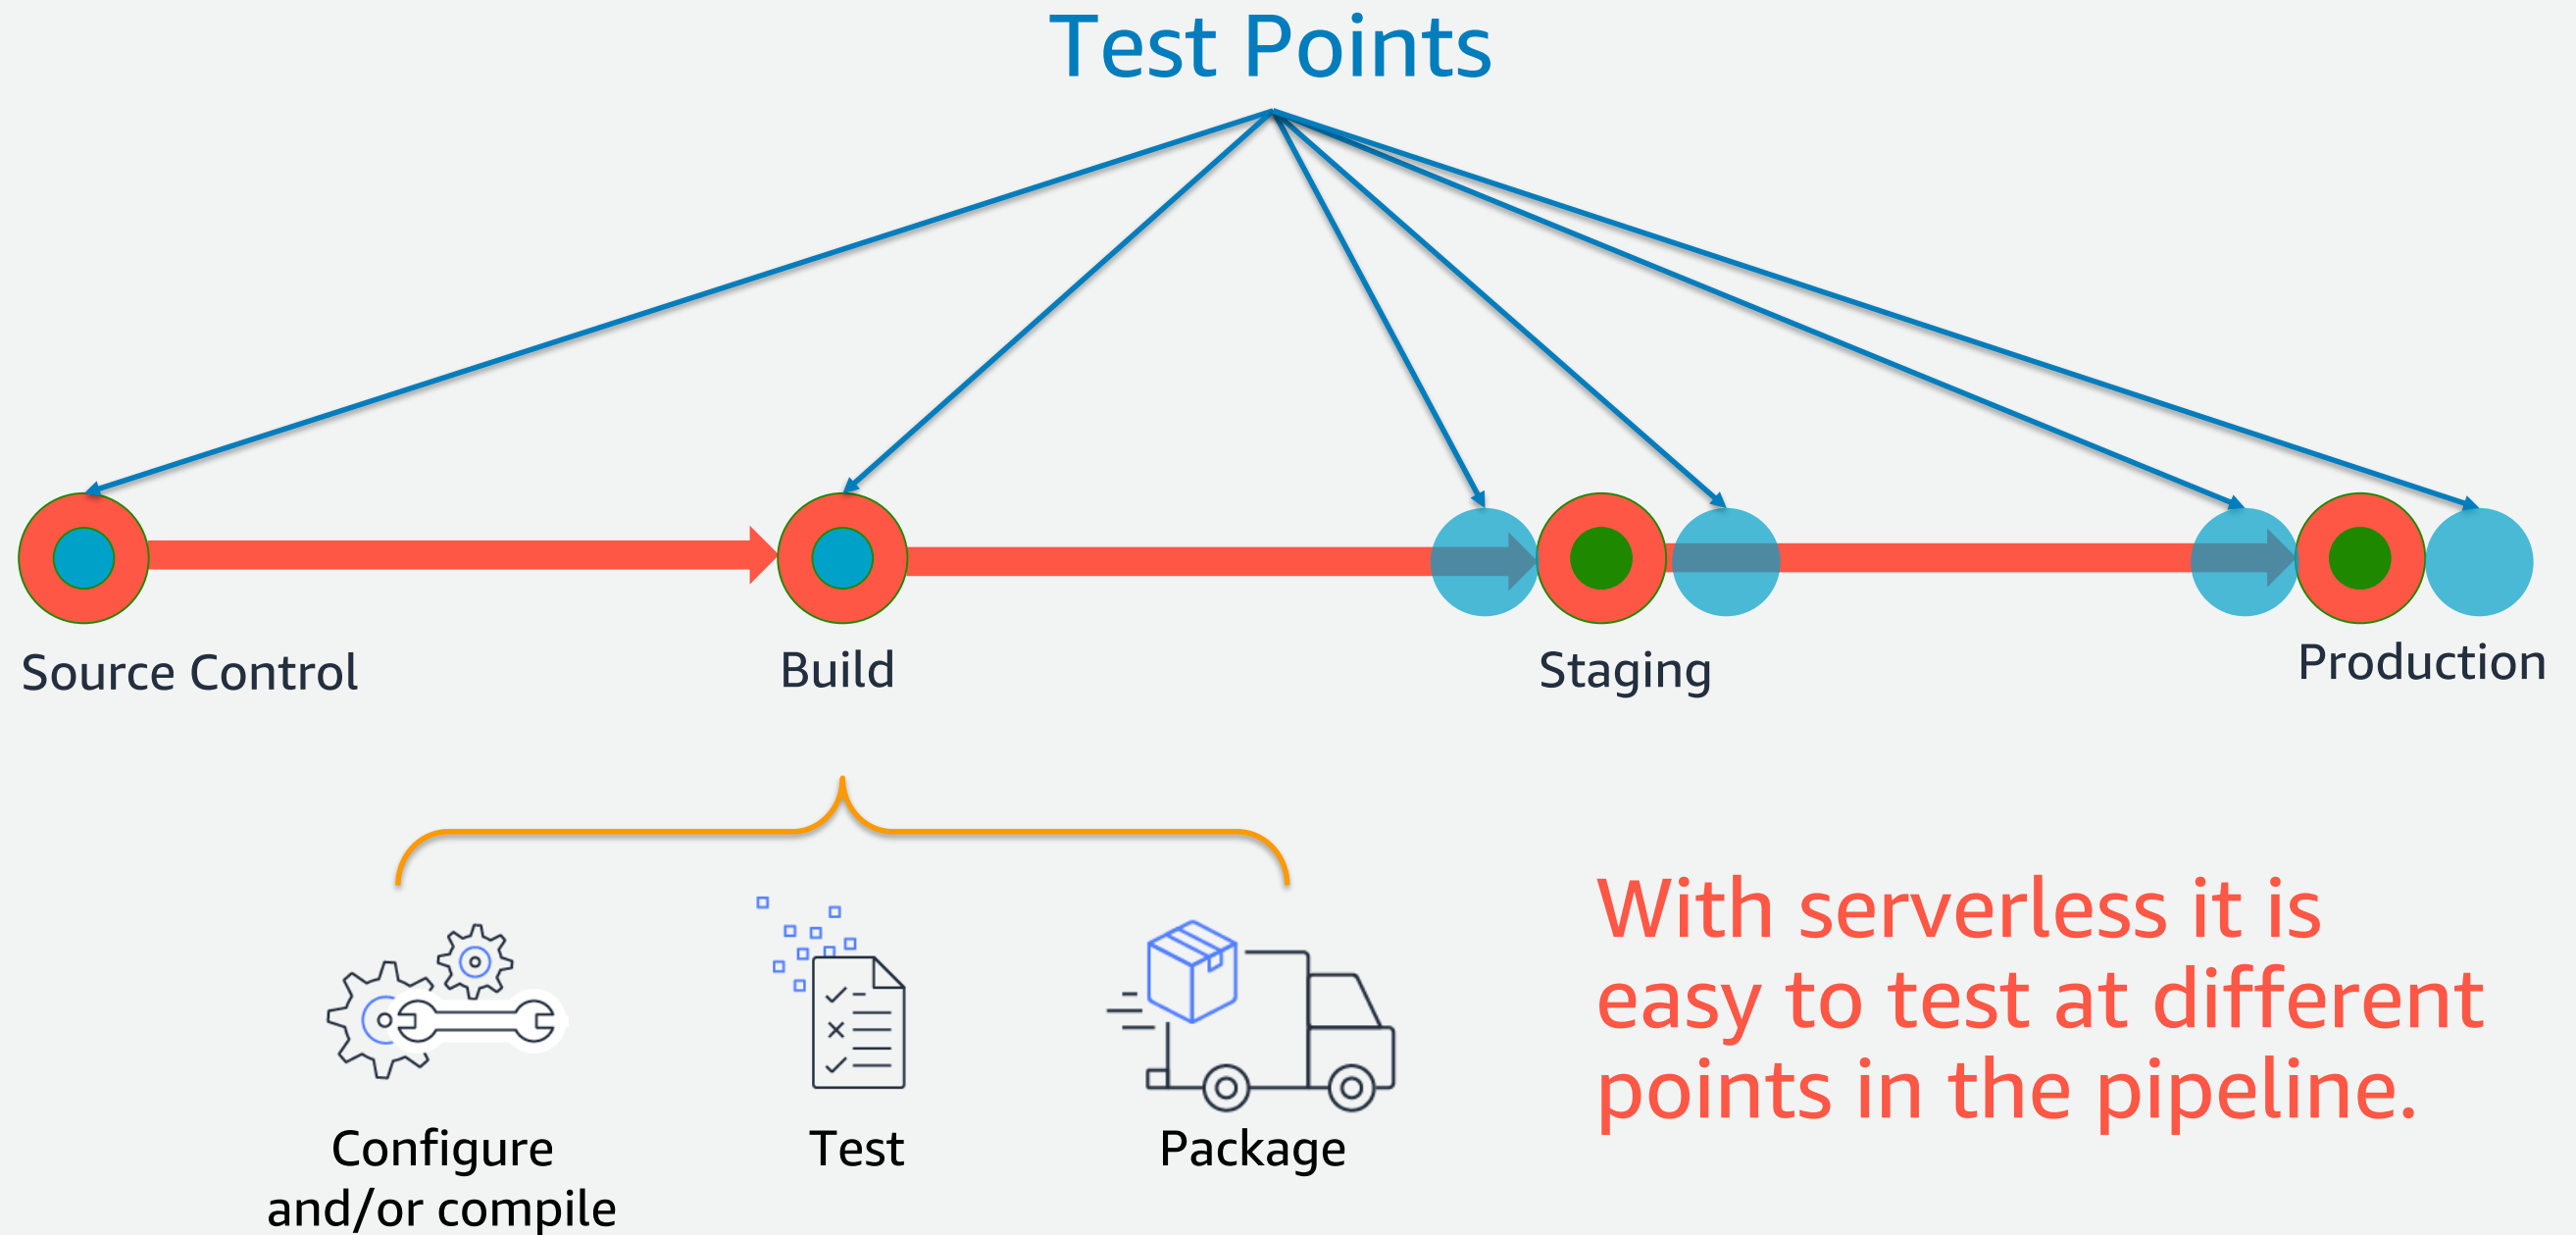 Test Points
Source Control
Build
Staging
Production
Configure
and/or compile
Test
Package
With serverless it is
easy to test at different
points in the pipeline.